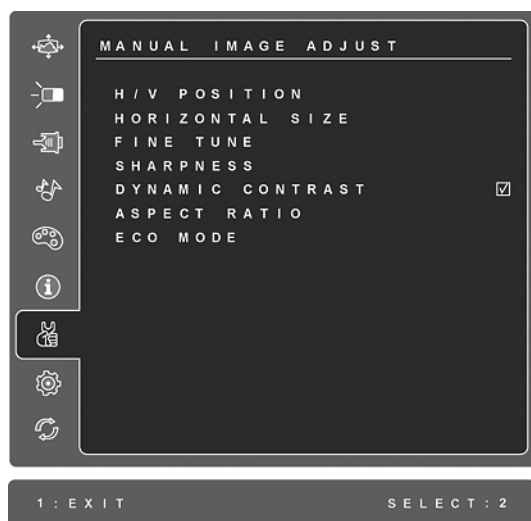 MANUAL IMAGE ADJUST
H/V POSITION
HORIZONTAL SIZE
FINE TUNE
SHARPNESS
DYNAMIC CONTRAST
ASPECT RATIO
ECO MODE
1:EXIT SELECT:2